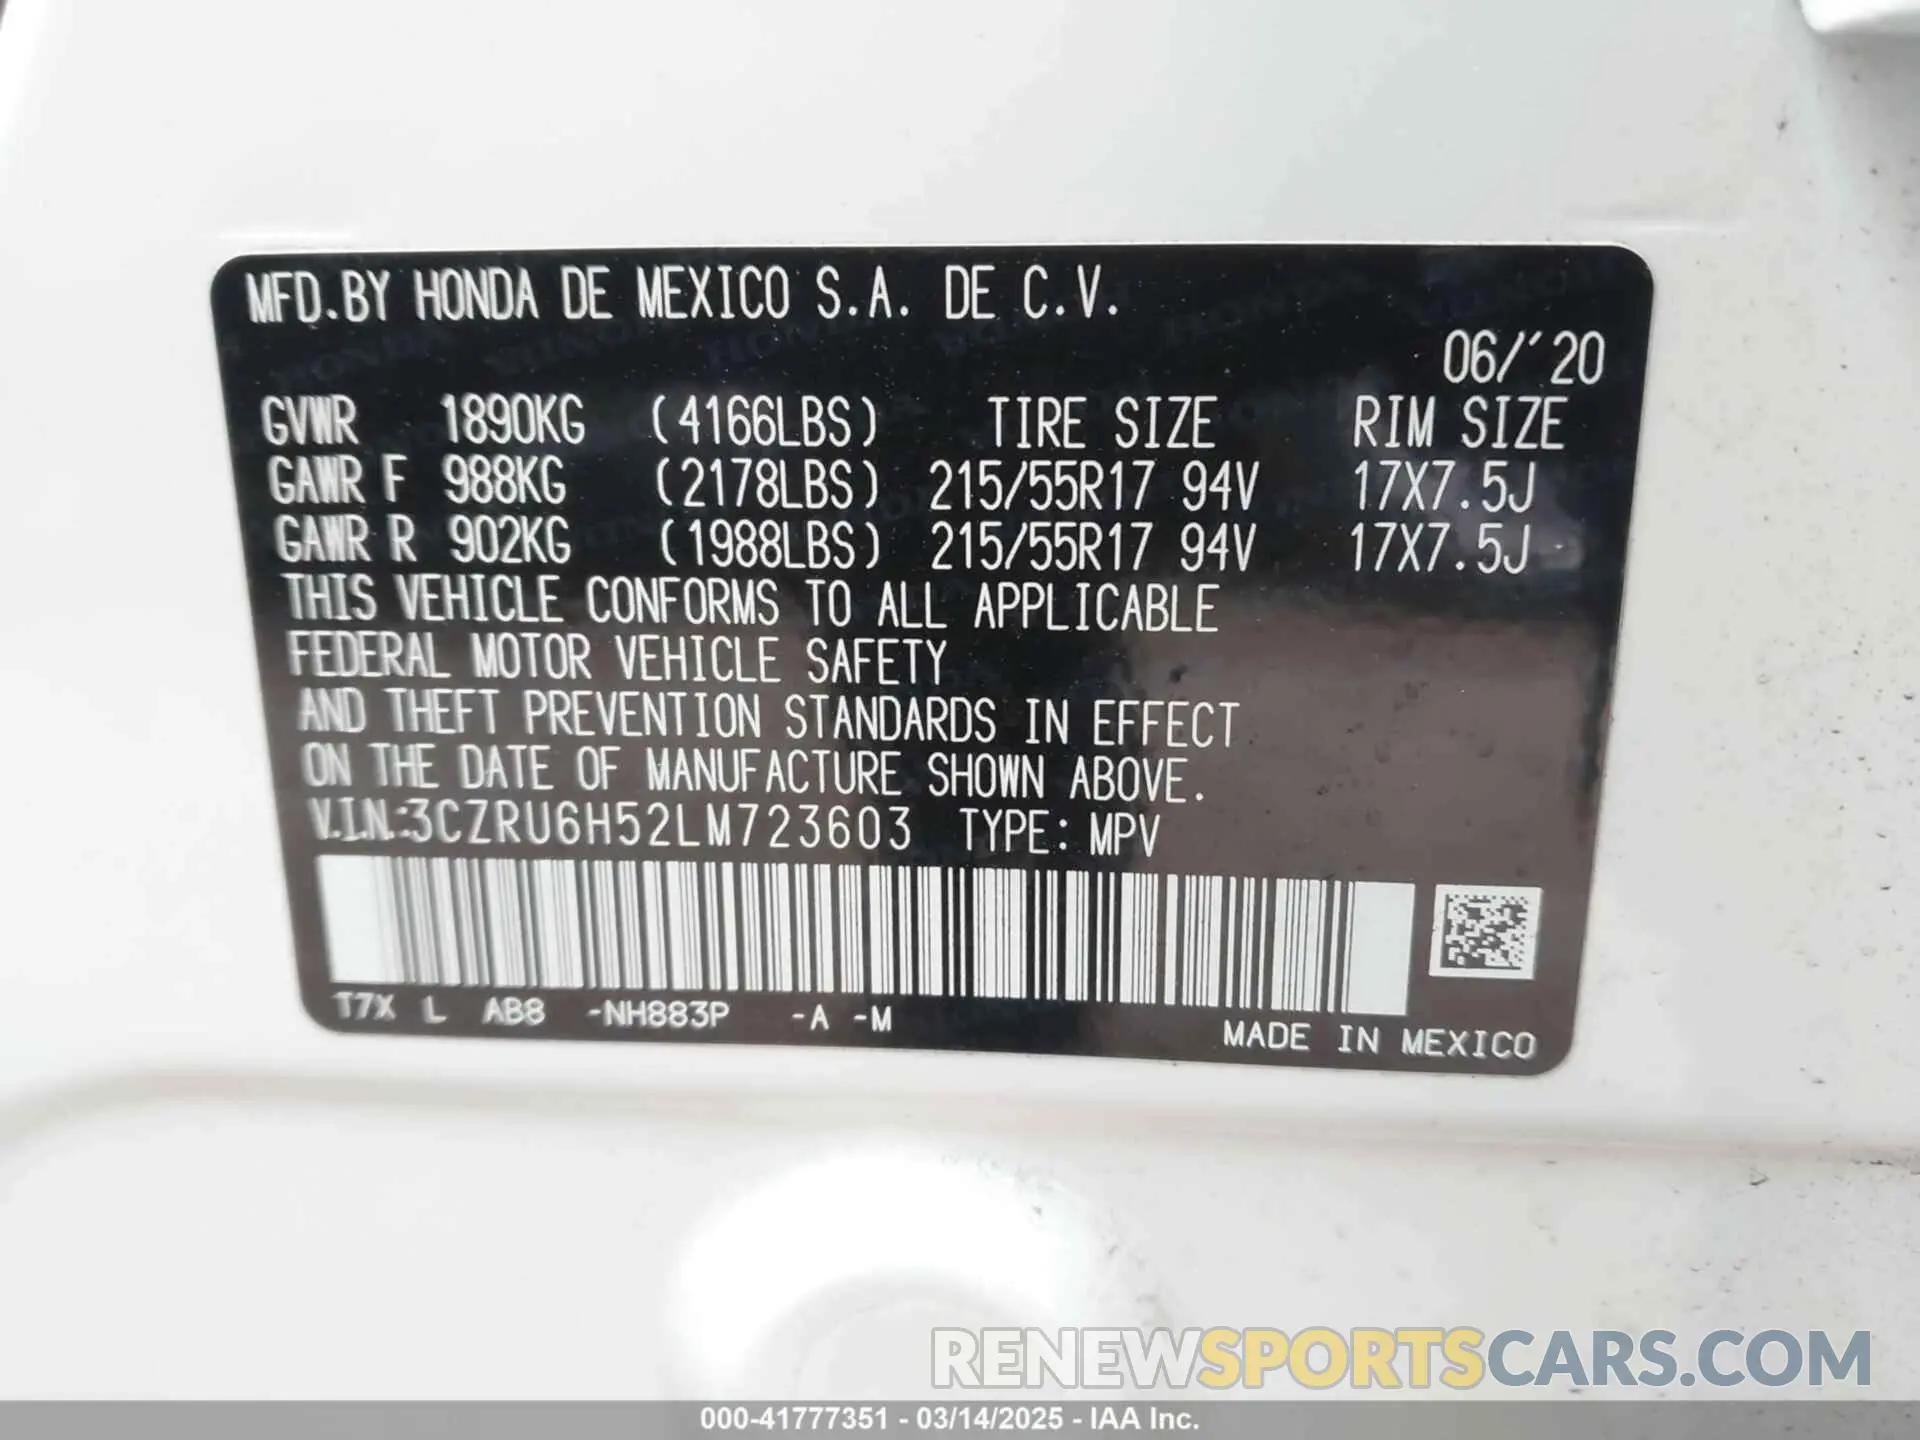 MFD.BY HONDA DE MEXICO S.A. DE C.V.
06/'20
GVWR 1890KG (4166LBS) TIRE SIZE RIM SIZE
GAWR F 988KG (2178LBS) 215/55R17 94V 17X7.5J
GAWR R 902KG (1988LBS) 215/55R17 94V 17X7.5J
THIS VEHICLE CONFORMS TO ALL APPLICABLE
FEDERAL MOTOR VEHICLE SAFETY
AND THEFT PREVENTION STANDARDS IN EFFECT
ON THE DATE OF MANUFACTURE SHOWN ABOVE.
V.I.N.:3CZRU6H52LM723603 TYPE: MPV
T7X L AB8 -NH883P -A -M
MADE IN MEXICO
RENEWSPORTSCARS.COM
000-41777351 - 03/14/2025 - IAA Inc.